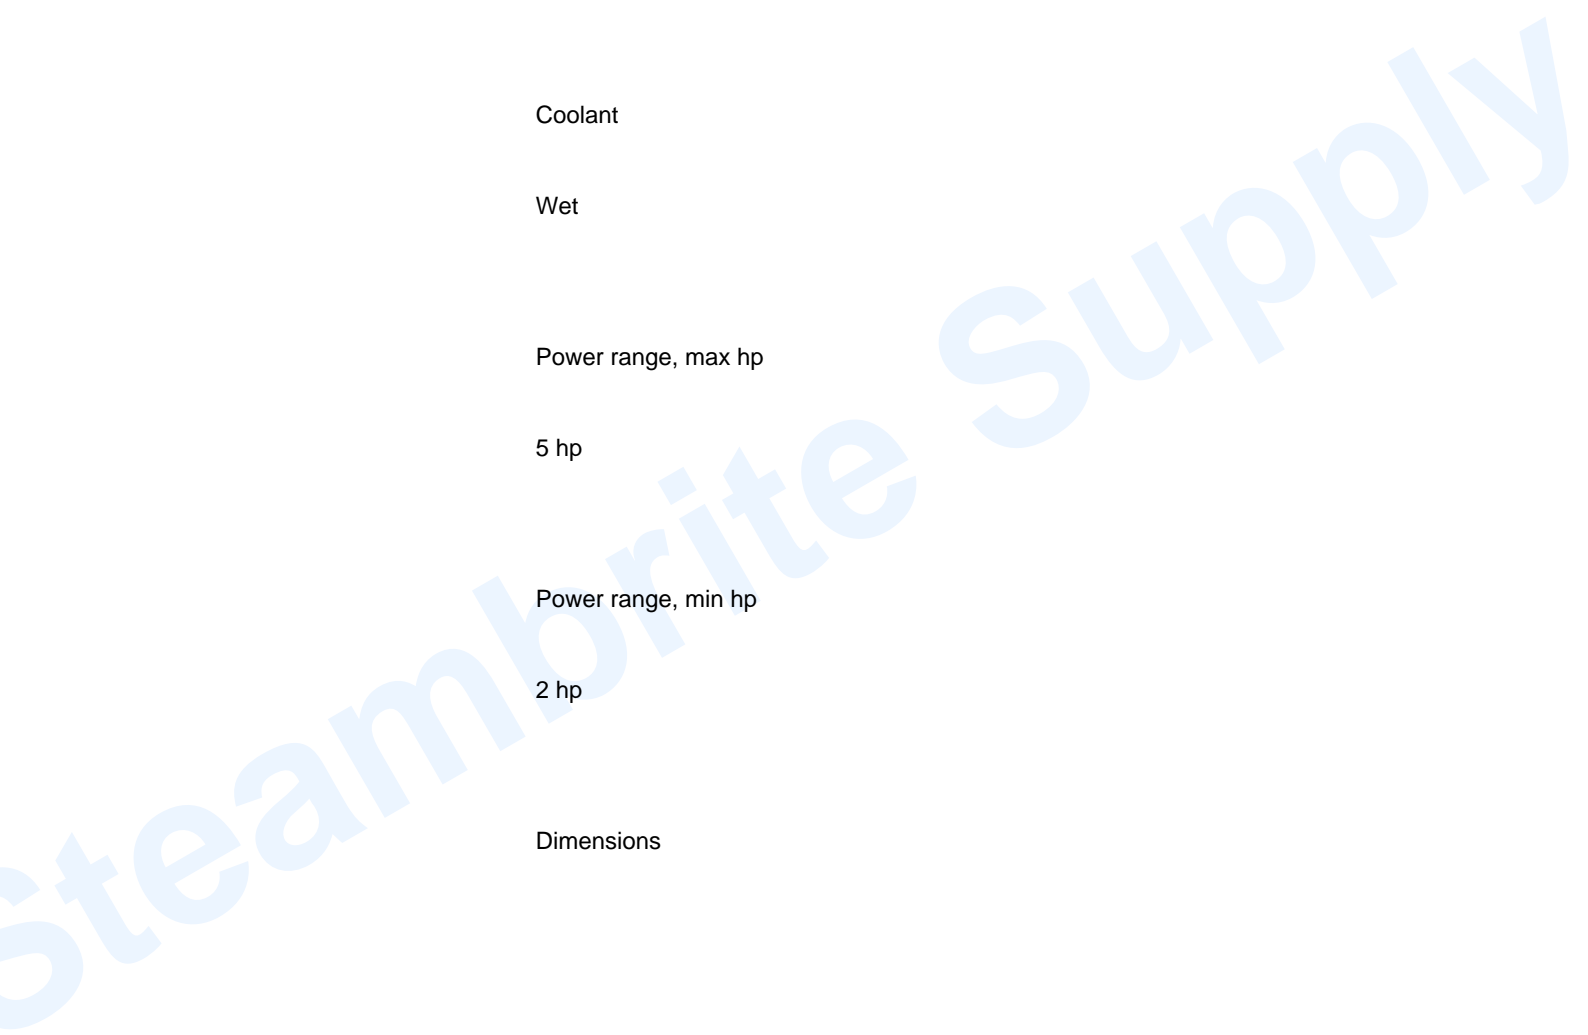 Coolant
Wet
Power range, max hp
5 hp
Power range, min hp
2 hp
Dimensions
Steambrite Supply